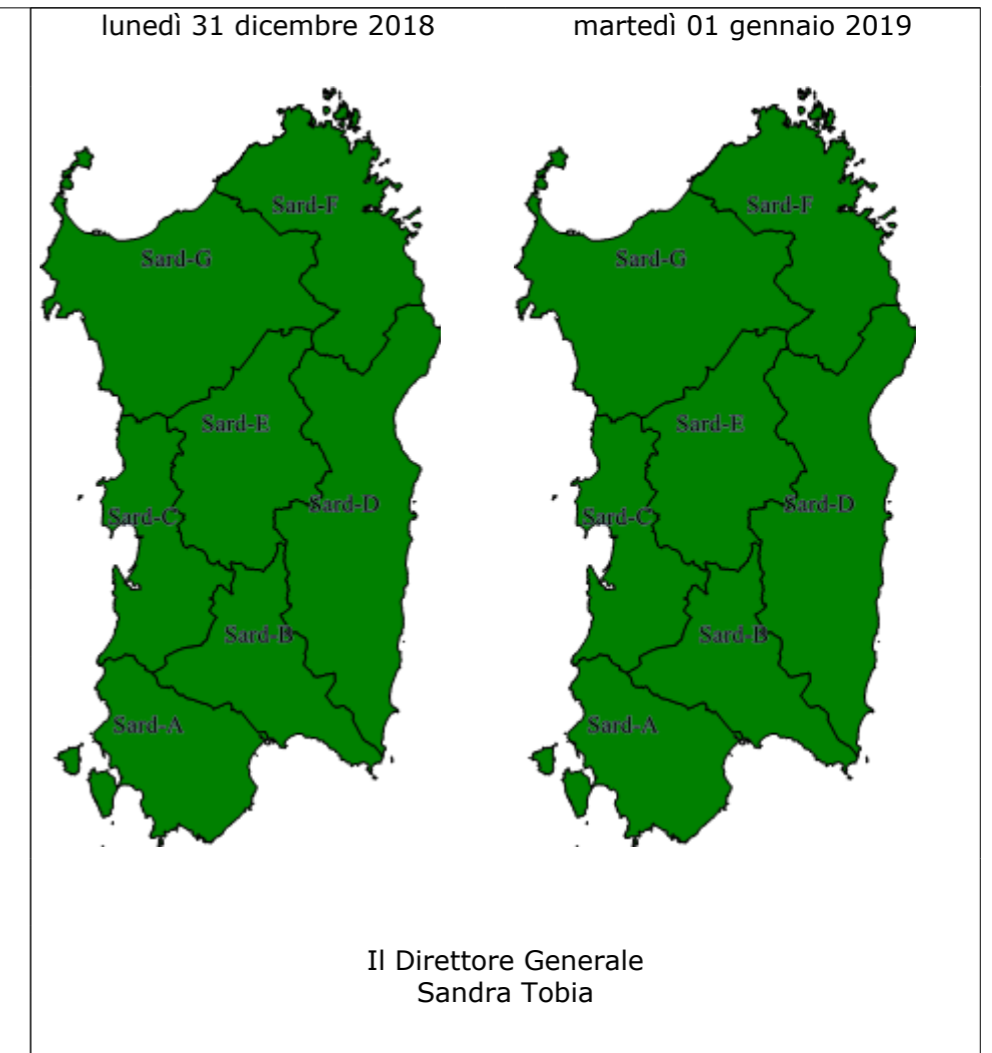 lunedì 31 dicembre 2018
martedì 01 gennaio 2019
Sard-F
Sard-G
Sard-E
Sard-D
Sard-C
Sard-B
Sard-A
Sard-F
Sard-G
Sard-E
Sard-D
Sard-C
Sard-B
Sard-A
Il Direttore Generale
Sandra Tobia